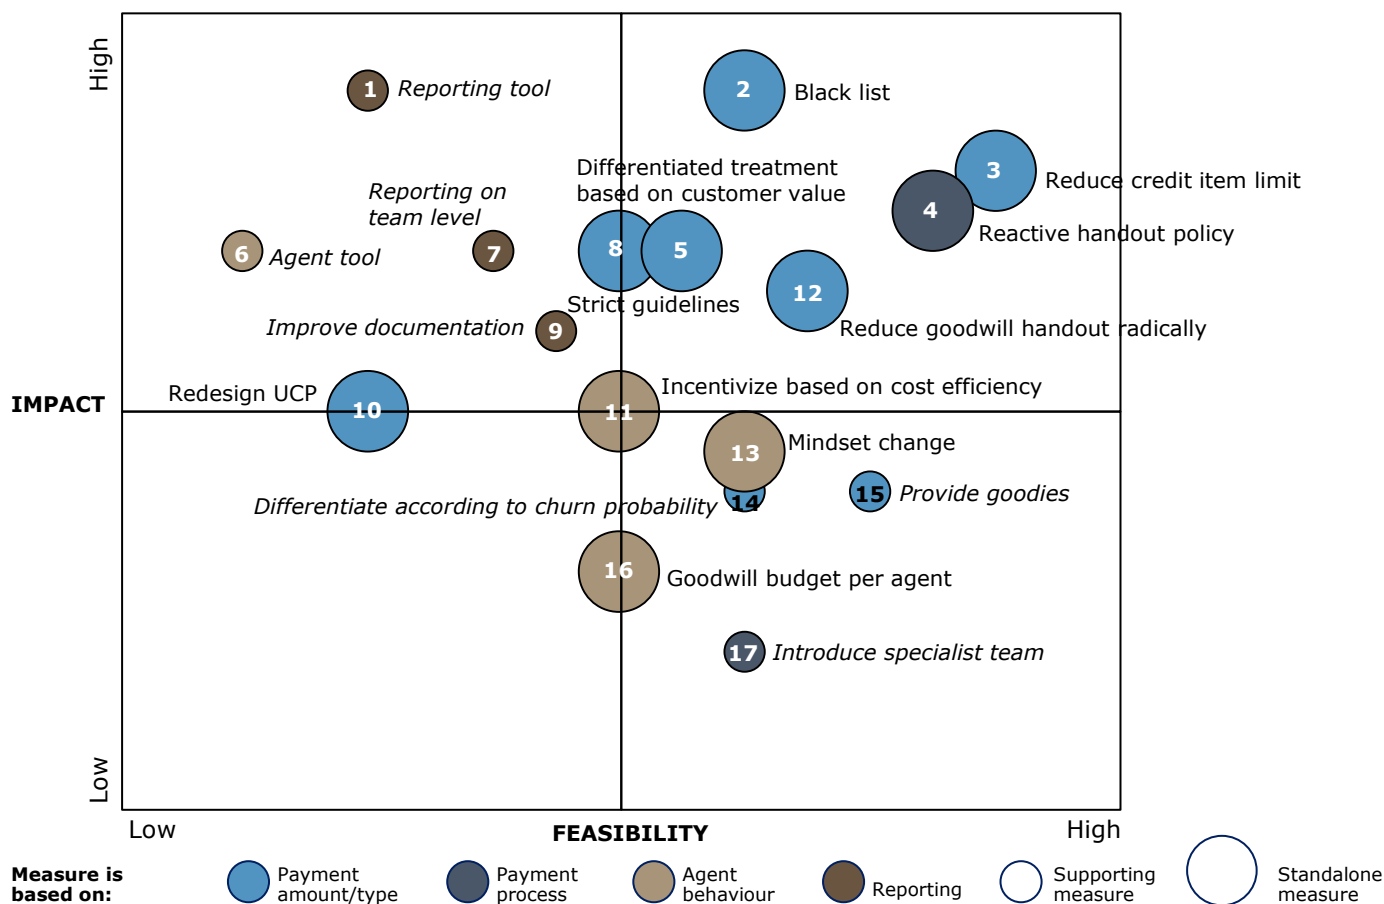 High
1
Reporting tool
2
Black list
Differentiated treatment
based on customer value
3
Reduce credit item limit
Reporting on
team level
4
Reactive handout policy
6
Agent tool
7
8
5
12
Strict guidelines
Improve documentation
9
Reduce goodwill handout radically
Redesign UCP
10
11
Incentivize based on cost efficiency
IMPACT
13
Mindset change
Differentiate according to churn probability
14
15
Provide goodies
16
Goodwill budget per agent
17
Introduce specialist team
Low
Low
FEASIBILITY
High
Measure is
based on:
Payment
amount/type
Payment
process
Agent
behaviour
Reporting
Supporting
measure
Standalone
measure